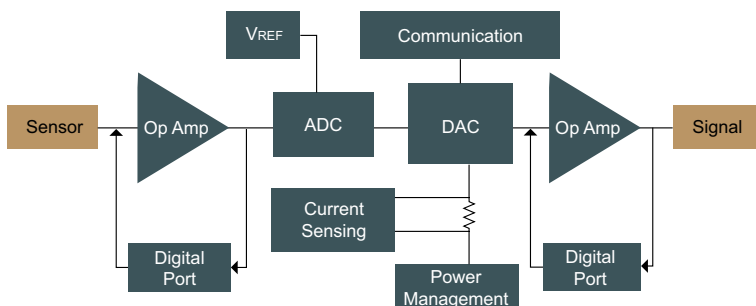 VREF
Communication
Sensor
Op Amp
ADC
DAC
Op Amp
Signal
Current
Sensing
Digital
Port
Digital
Port
Power
Management